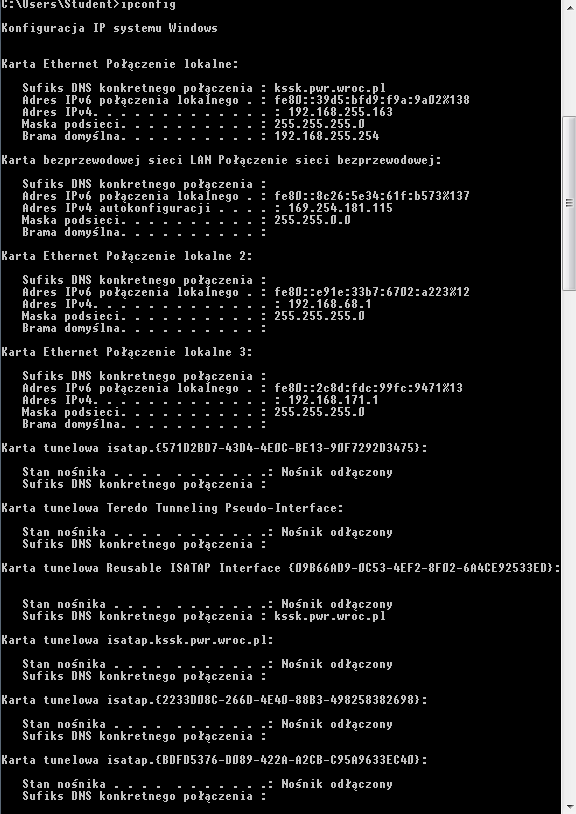 C:\Users\Student>ipconfig
Konfiguracja IP systemu Windows
Karta Ethernet Połączenie lokalne:
Sufiks DNS konkretnego połączenia : kssk.pwr.wroc.pl
Adres IPv6 połączenia lokalnego . : fe80::39d5:bfd9:f9a:9a02%138
Adres IPv4. . . . . . . . . . . . . : 192.168.255.163
Maska podsieci. . . . . . . . . . : 255.255.255.0
Brama domyślna. . . . . . . . . . : 192.168.255.254
Karta bezprzewodowej sieci LAN Połączenie sieci bezprzewodowej:
Sufiks DNS konkretnego połączenia :
Adres IPv6 połączenia lokalnego . : fe80::8c26:5e34:61f:b573%137
Adres IPv4 autokonfiguracji . . . . : 169.254.181.115
Maska podsieci. . . . . . . . . . : 255.255.0.0
Brama domyślna. . . . . . . . . . :
Karta Ethernet Połączenie lokalne 2:
Sufiks DNS konkretnego połączenia :
Adres IPv6 połączenia lokalnego . : fe80::e91e:33b7:6702:a223%12
Adres IPv4. . . . . . . . . . . . . : 192.168.68.1
Maska podsieci. . . . . . . . . . : 255.255.255.0
Brama domyślna. . . . . . . . . . :
Karta Ethernet Połączenie lokalne 3:
Sufiks DNS konkretnego połączenia :
Adres IPv6 połączenia lokalnego . : fe80::2c8d:fdc:99fc:9471%13
Adres IPv4. . . . . . . . . . . . . : 192.168.171.1
Maska podsieci. . . . . . . . . . : 255.255.255.0
Brama domyślna. . . . . . . . . . :
Karta tunelowa isatap.{571D2BD7-43D4-4E0C-BE13-90F7292D3475}:
Stan nośnika . . . . . . . . . . .: Nośnik odłączony
Sufiks DNS konkretnego połączenia :
Karta tunelowa Teredo Tunneling Pseudo-Interface:
Stan nośnika . . . . . . . . . . .: Nośnik odłączony
Sufiks DNS konkretnego połączenia :
Karta tunelowa Reusable ISATAP Interface {09B66AD9-0C53-4EF2-8F02-6A4CE92533ED}:
Stan nośnika . . . . . . . . . . .: Nośnik odłączony
Sufiks DNS konkretnego połączenia : kssk.pwr.wroc.pl
Karta tunelowa isatap.kssk.pwr.wroc.pl:
Stan nośnika . . . . . . . . . . .: Nośnik odłączony
Sufiks DNS konkretnego połączenia :
Karta tunelowa isatap.{2233D08C-266D-4E40-88B3-498258382698}:
Stan nośnika . . . . . . . . . . .: Nośnik odłączony
Sufiks DNS konkretnego połączenia :
Karta tunelowa isatap.{BDFD5376-D089-422A-A2CB-C95A9633EC40}:
Stan nośnika . . . . . . . . . . .: Nośnik odłączony
Sufiks DNS konkretnego połączenia :